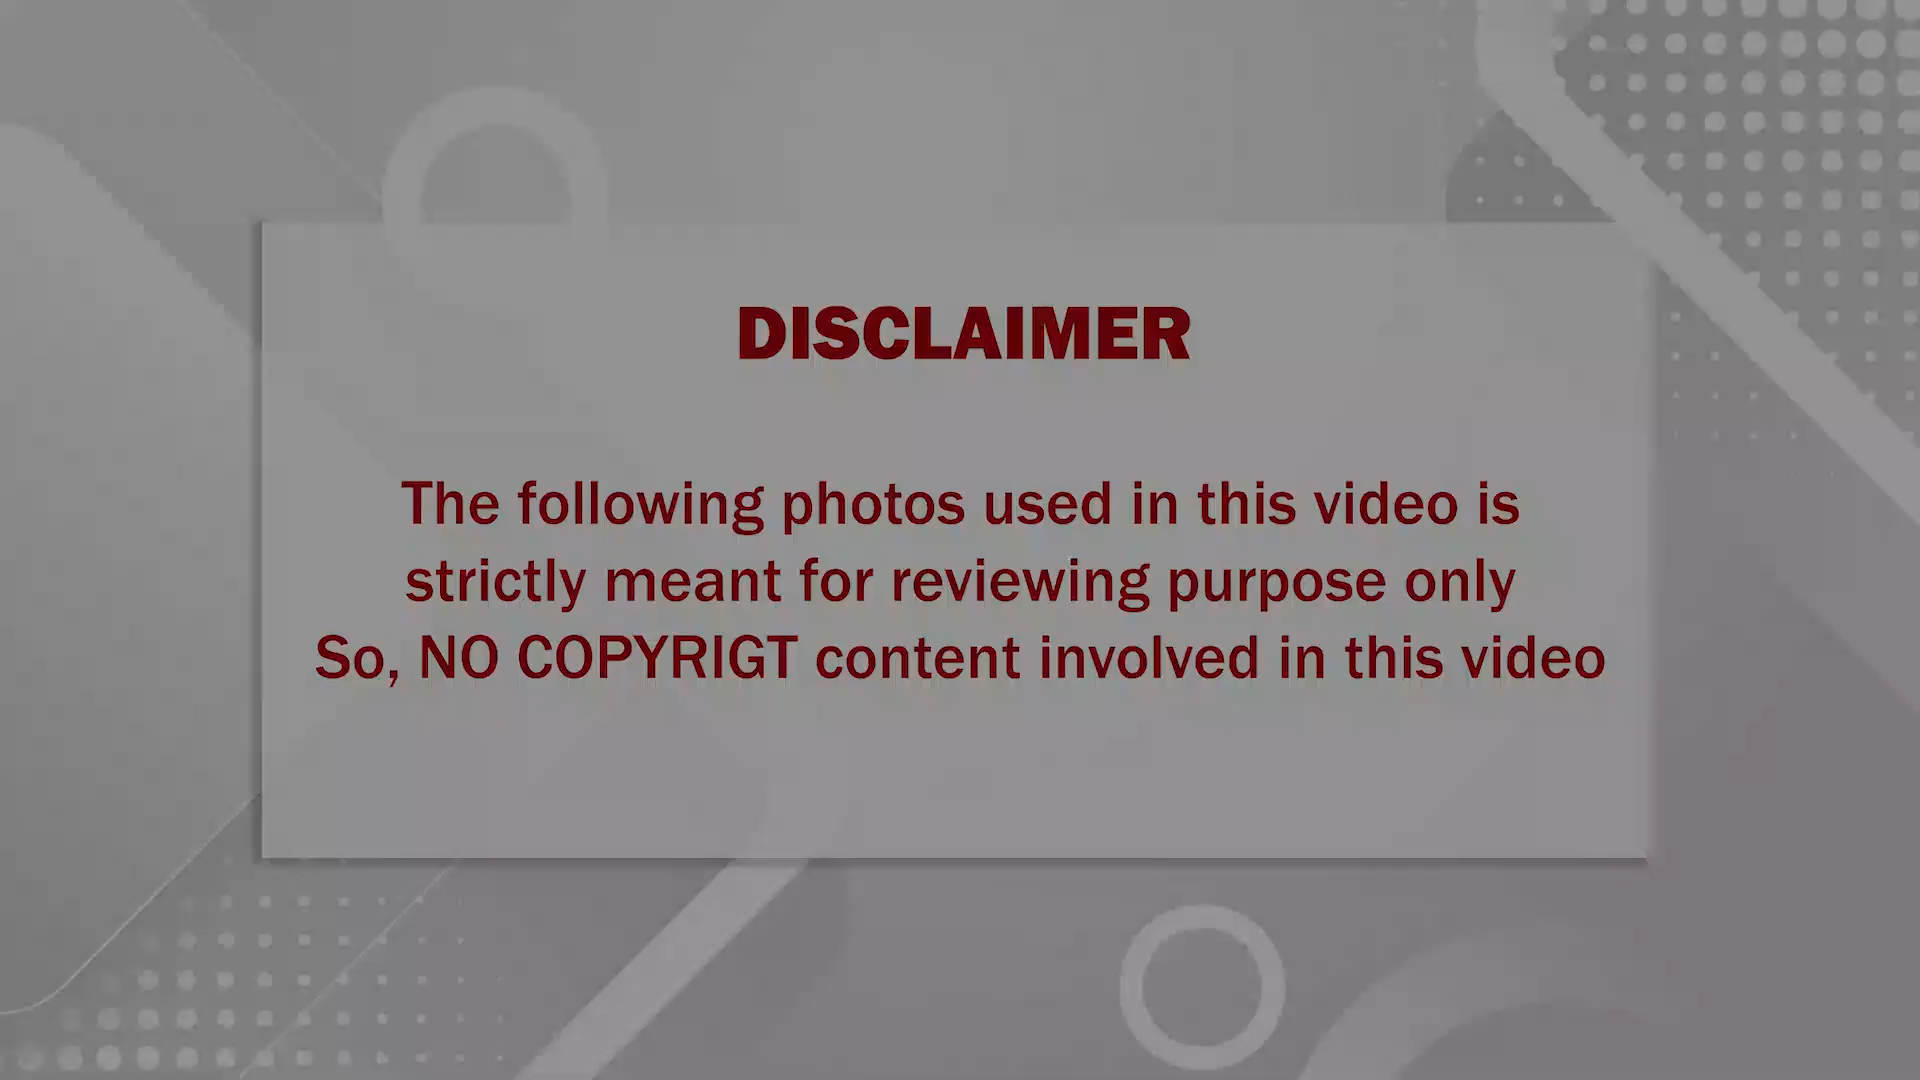 DISCLAIMER
The following photos used in this video is
strictly meant for reviewing purpose only
So, NO COPYRIGT content involved in this video